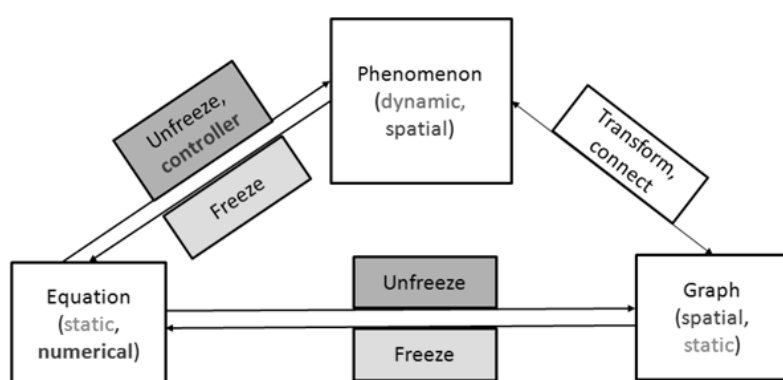 Phenomenon
(dynamic,
spatial)
Unfreeze,
controller
Freeze
Transform,
connect
Equation
(static,
numerical)
Unfreeze
Freeze
Graph
(spatial,
static)